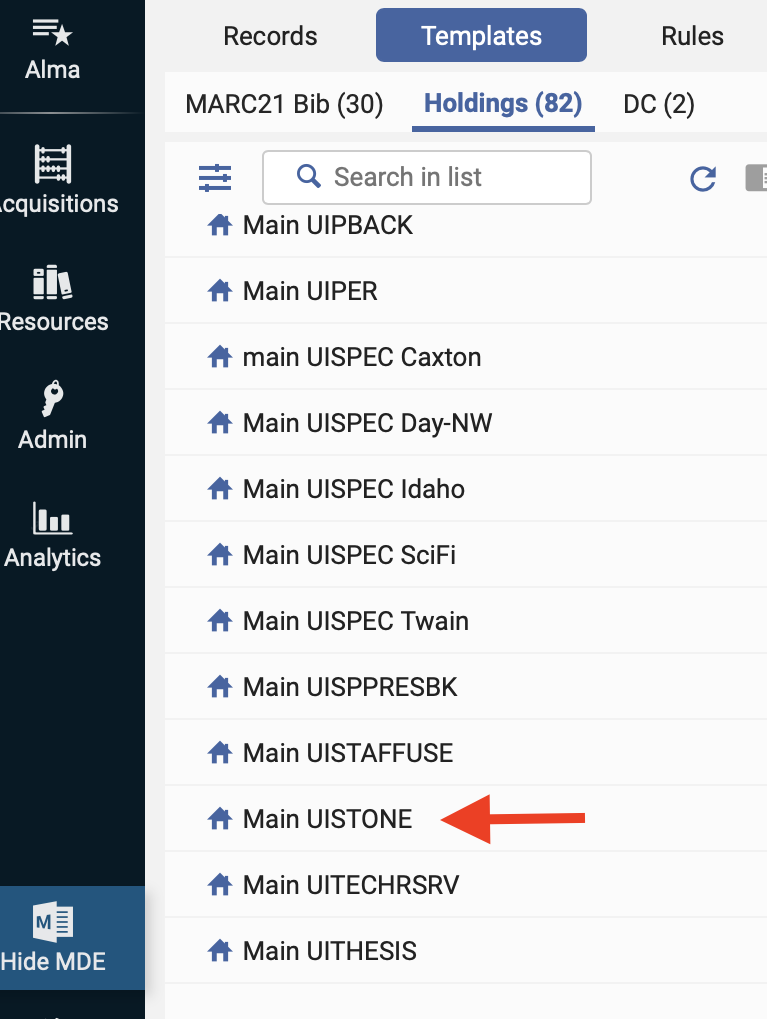 Records Templates Rules
Alma
MARC21 Bib (30) Holdings (82) DC (2)
Search in list
cquisitions
Main UIPBACK
Main UIPER
Resources
main UISPEC Caxton
Main UISPEC Day-NW
Admin
Main UISPEC Idaho
Main UISPEC SciFi
Analytics
Main UISPEC Twain
Main UISPPRESBK
Main UISTAFFUSE
Main UISTONE
Main UITECHRSRV
M
Main UITHESIS
Hide MDE